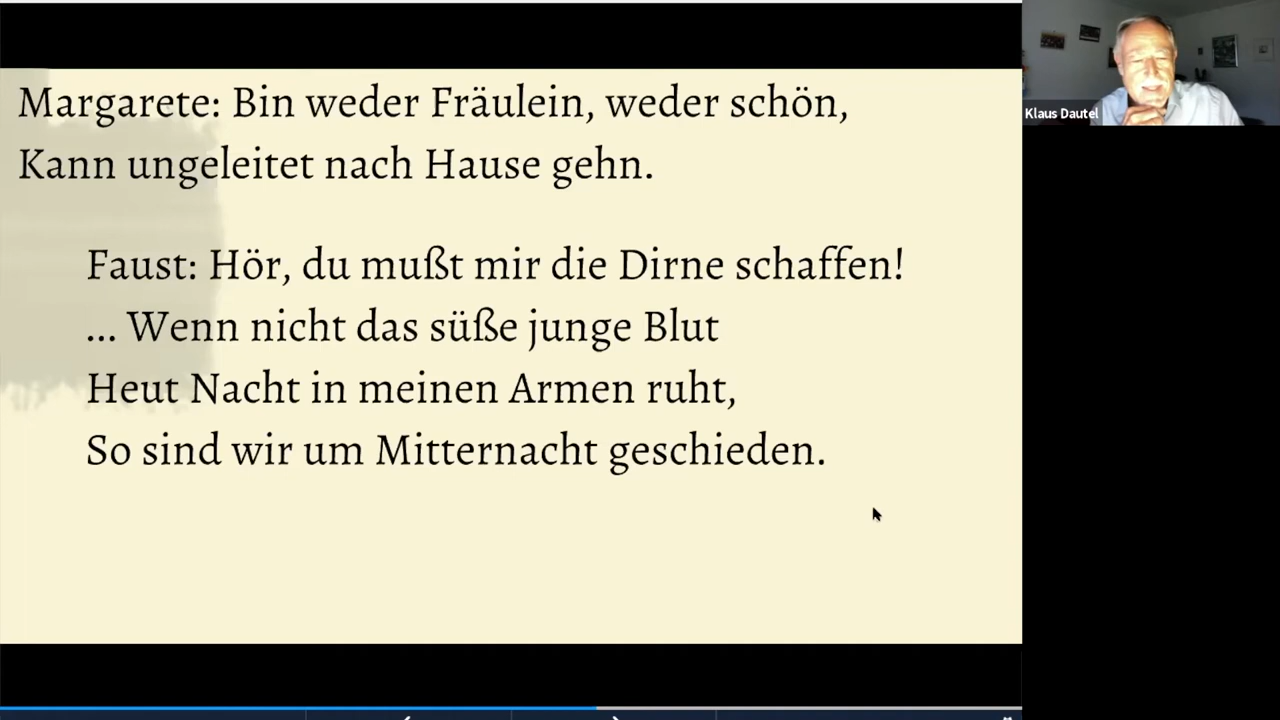 Margarete: Bin weder Fräulein, weder schön,
Kann ungeleitet nach Hause gehn.
Faust: Hör, du mußt mir die Dirne schaffen!
... Wenn nicht das süße junge Blut
Heut Nacht in meinen Armen ruht,
So sind wir um Mitternacht geschieden.
Klaus Dautel